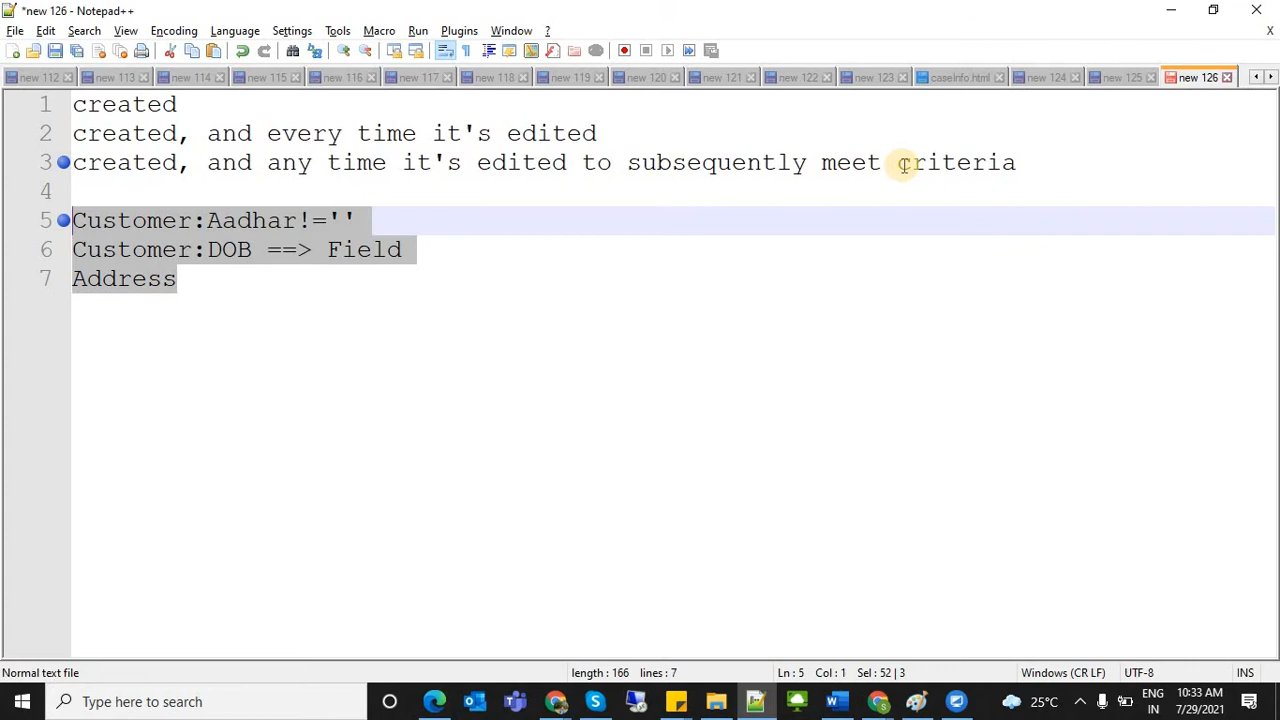 *new 126 - Notepad++
File Edit Search View Encoding Language Settings Tools Macro Run Plugins Window ? X
new 112 new 113 new 114 new 115 new 116 new 117 new 118 new 119 new 120 new 121 new 122 new 123 caseinfo.html new 124 new 125 new 126
1 created
2 created, and every time it's edited
3 created, and any time it's edited to subsequently meet criteria
4
5 Customer:Aadhar!=''
6 Customer:DOB ==> Field
7 Address
Normal text file length : 166 lines : 7 Ln : 5 Col : 1 Sel : 52 | 3 Windows (CR LF) UTF-8 INS
Type here to search 25°C ENG IN 10:33 AM 7/29/2021